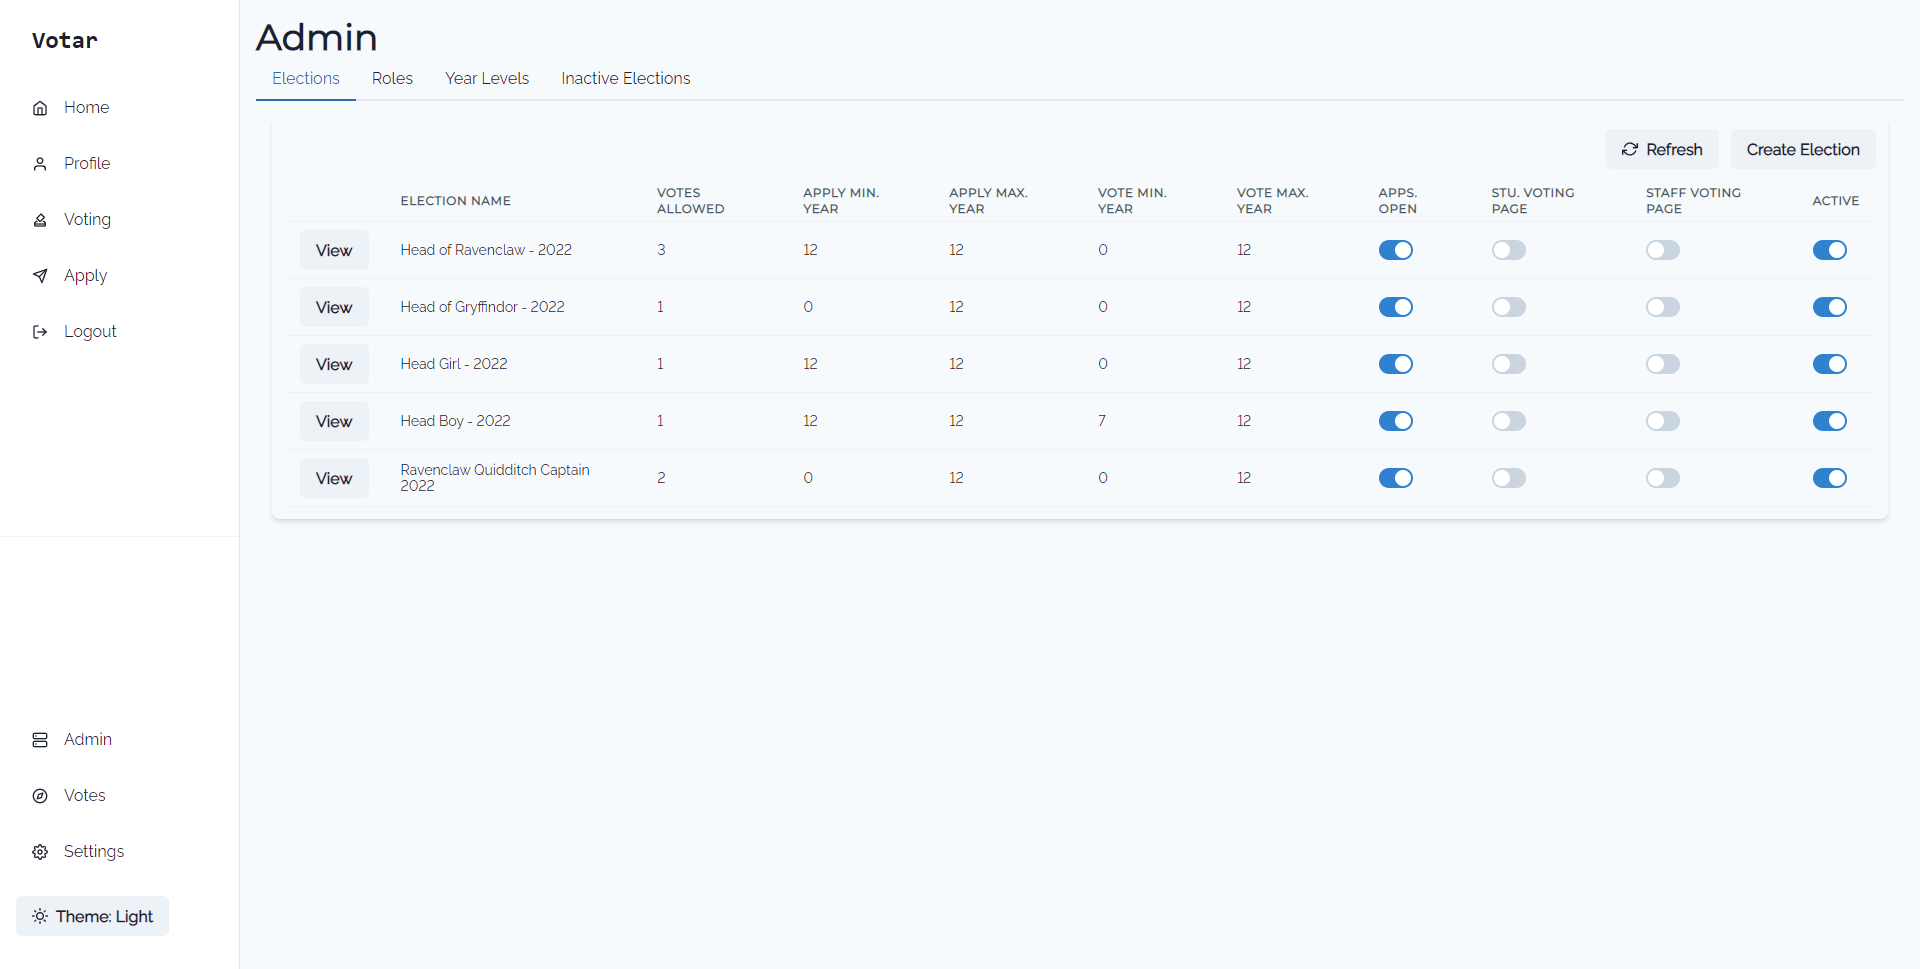 Votar
Home
Profile
Voting
Apply
Logout
Admin
Votes
Settings
Theme: Light
Admin
Elections Roles Year Levels Inactive Elections
Refresh Create Election
ELECTION NAME VOTES ALLOWED APPLY MIN. YEAR APPLY MAX. YEAR VOTE MIN. YEAR VOTE MAX. YEAR APPS. OPEN STU. VOTING PAGE STAFF VOTING PAGE ACTIVE
View Head of Ravenclaw - 2022 3 12 12 0 12
View Head of Gryffindor - 2022 1 0 12 0 12
View Head Girl - 2022 1 12 12 0 12
View Head Boy - 2022 1 12 12 7 12
View Ravenclaw Quidditch Captain 2022 2 0 12 0 12